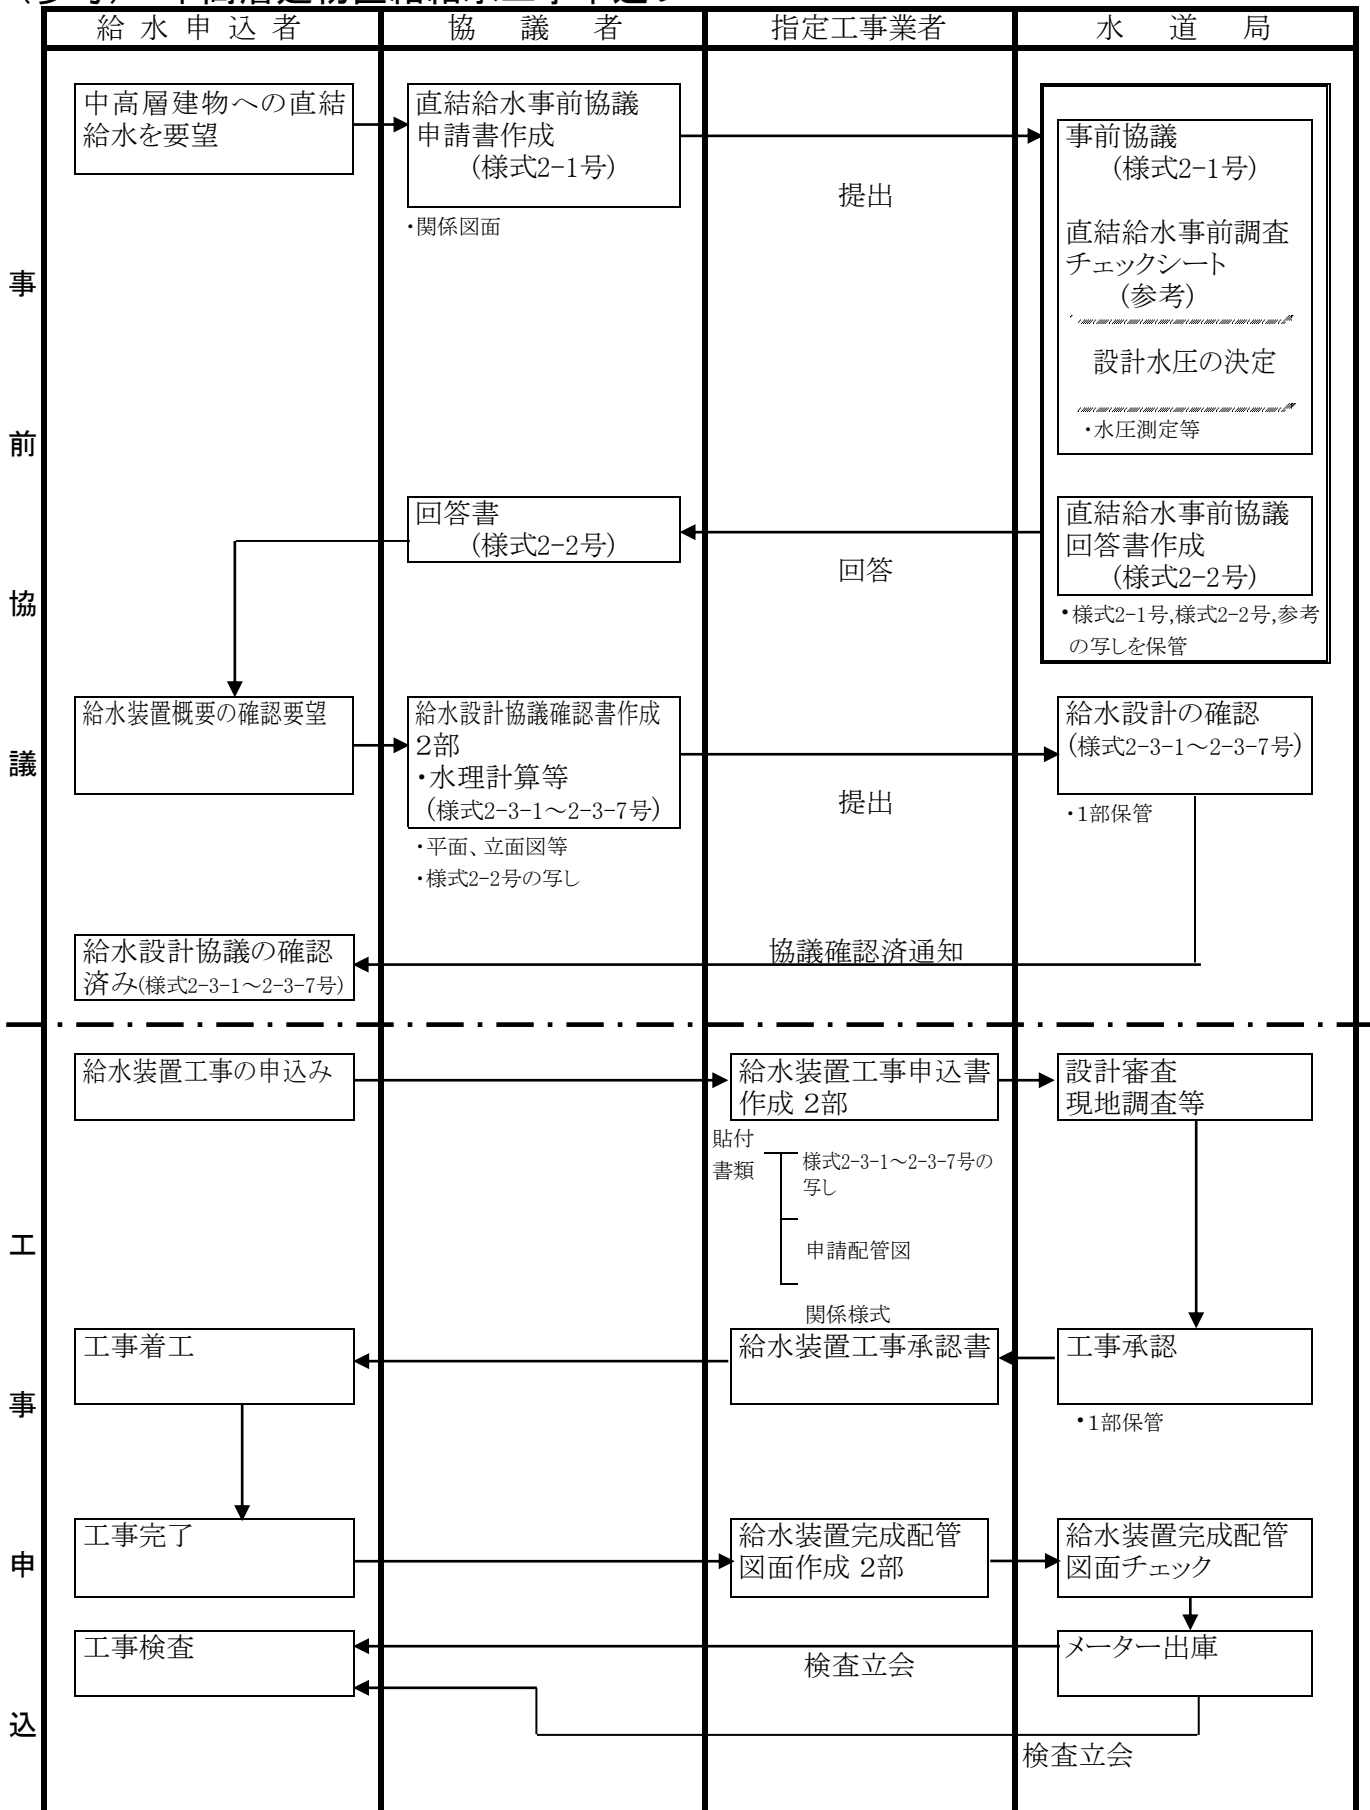 給水申込者
協議者
指定工事業者
水道局
事前協議
中高層建物への直結
給水を要望
直結給水事前協議
申請書作成
(様式2-1号)
・関係図面
提出
事前協議
(様式2-1号)
直結給水事前調査
チェックシート
(参考)
設計水圧の決定
・水圧測定等
回答書
(様式2-2号)
回答
直結給水事前協議
回答書作成
(様式2-2号)
・様式2-1号,様式2-2号,参考
の写しを保管
給水装置概要の確認要望
給水設計協議確認書作成
2部
・水理計算等
(様式2-3-1～2-3-7号)
・平面、立面図等
・様式2-2号の写し
提出
給水設計の確認
(様式2-3-1～2-3-7号)
・1部保管
給水設計協議の確認
済み(様式2-3-1～2-3-7号)
協議確認済通知
工事申込
給水装置工事の申込み
給水装置工事申込書
作成 2部
設計審査
現地調査等
貼付
書類
様式2-3-1～2-3-7号の
写し
申請配管図
関係様式
工事着工
給水装置工事承認書
工事承認
・1部保管
工事完了
給水装置完成配管
図面作成 2部
給水装置完成配管
図面チェック
工事検査
検査立会
メーター出庫
検査立会